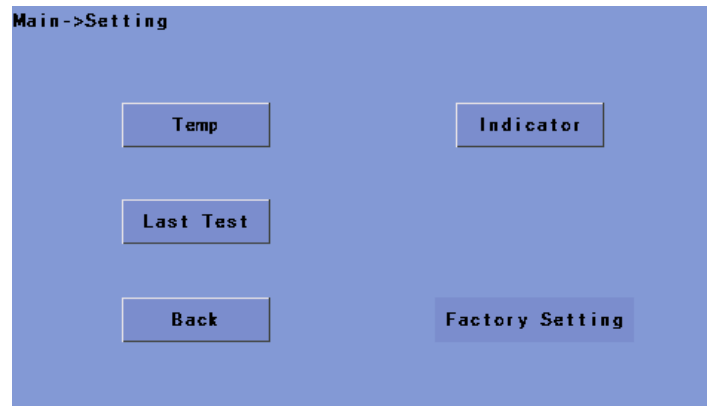 Main->Setting
Temp
Indicator
Last Test
Back
Factory Setting